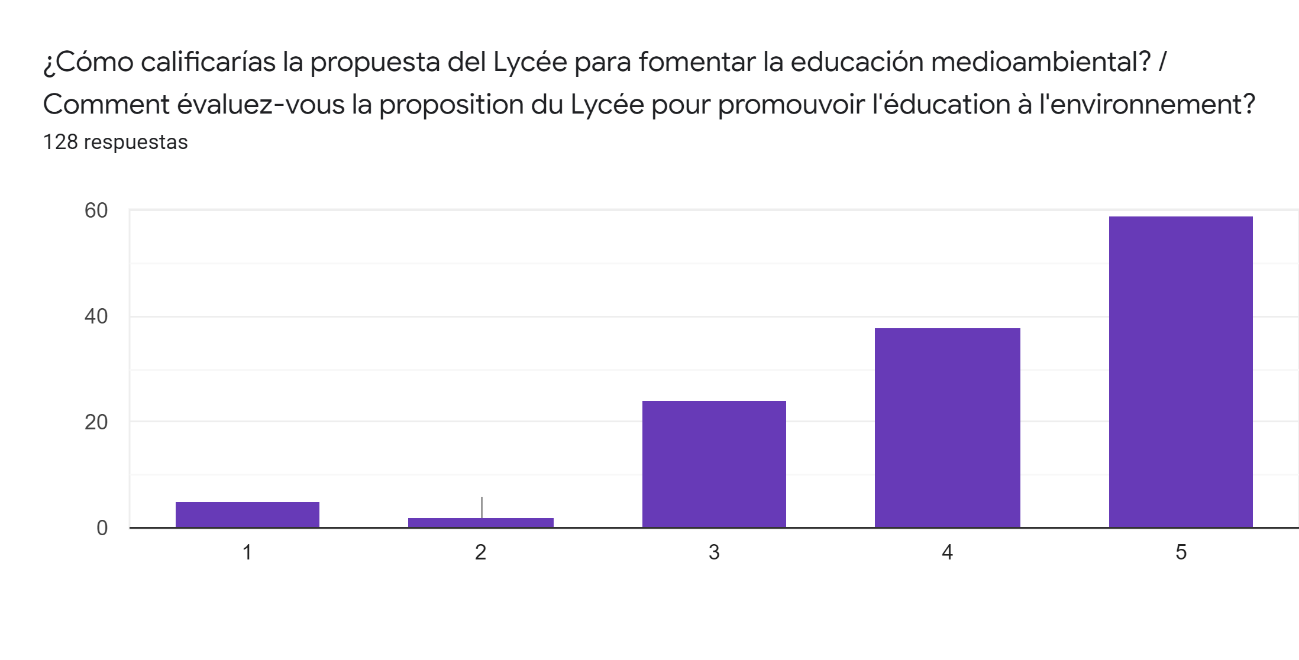 ¿Cómo calificarías la propuesta del Lycée para fomentar la educación medioambiental? /
Comment évaluez-vous la proposition du Lycée pour promouvoir l'éducation à l'environnement?
128 respuestas
60
40
20
0
1 2 3 4 5